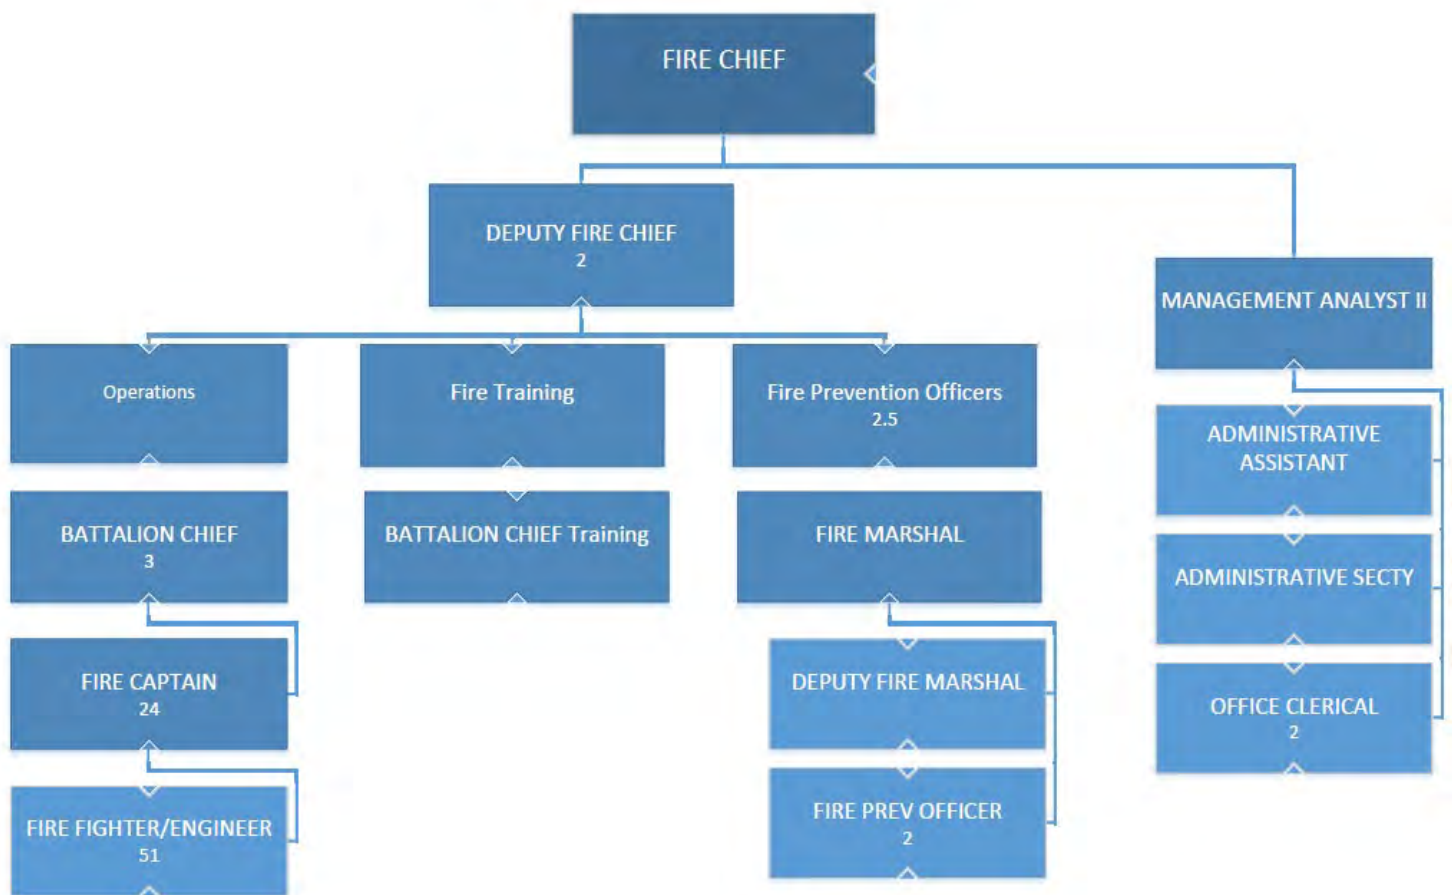 FIRE CHIEF
DEPUTY FIRE CHIEF
2
MANAGEMENT ANALYST II
Operations
Fire Training
Fire Prevention Officers
2.5
ADMINISTRATIVE
ASSISTANT
BATTALION CHIEF
3
BATTALION CHIEF Training
FIRE MARSHAL
ADMINISTRATIVE SECTY
FIRE CAPTAIN
24
DEPUTY FIRE MARSHAL
OFFICE CLERICAL
2
FIRE FIGHTER/ENGINEER
51
FIRE PREV OFFICER
2